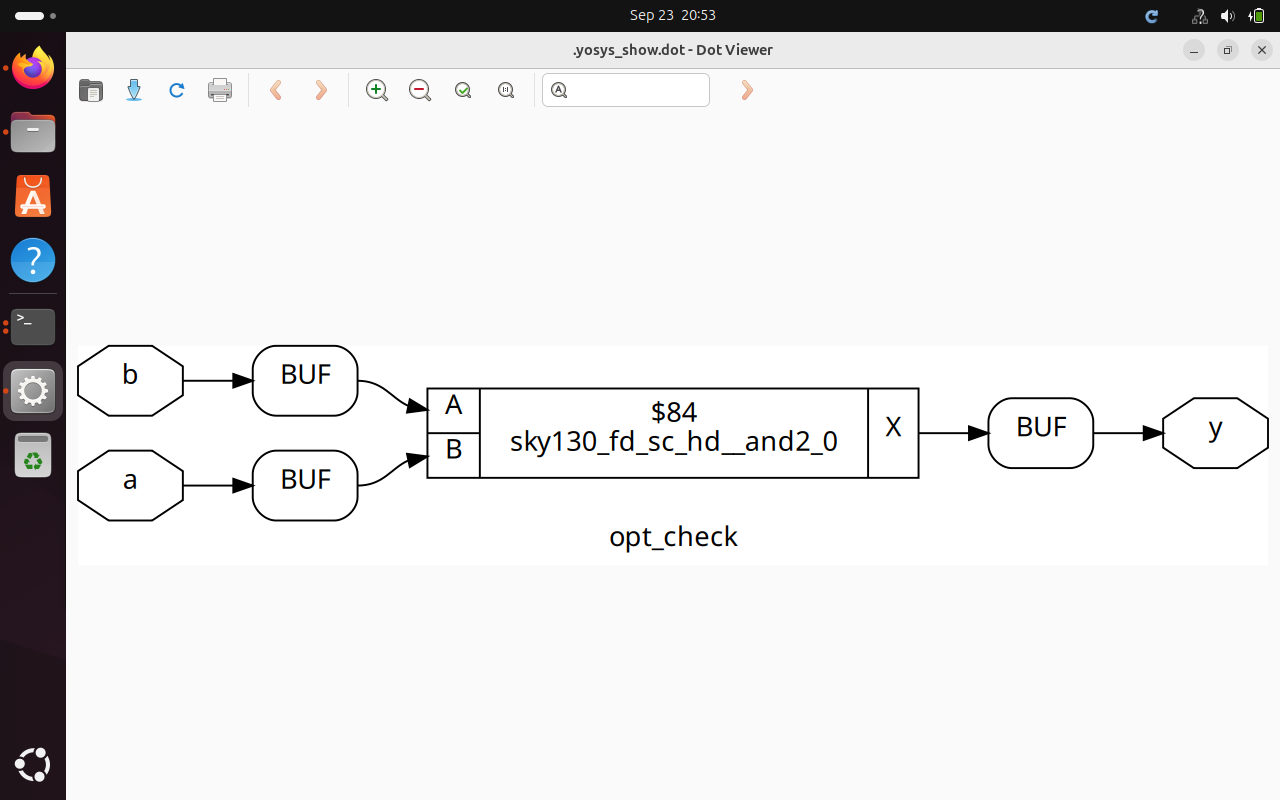 Sep 23 20:53
.yosys_show.dot - Dot Viewer
b
BUF
A
$84
sky130_fd_sc_hd__and2_0
X
BUF
y
B
a
BUF
opt_check